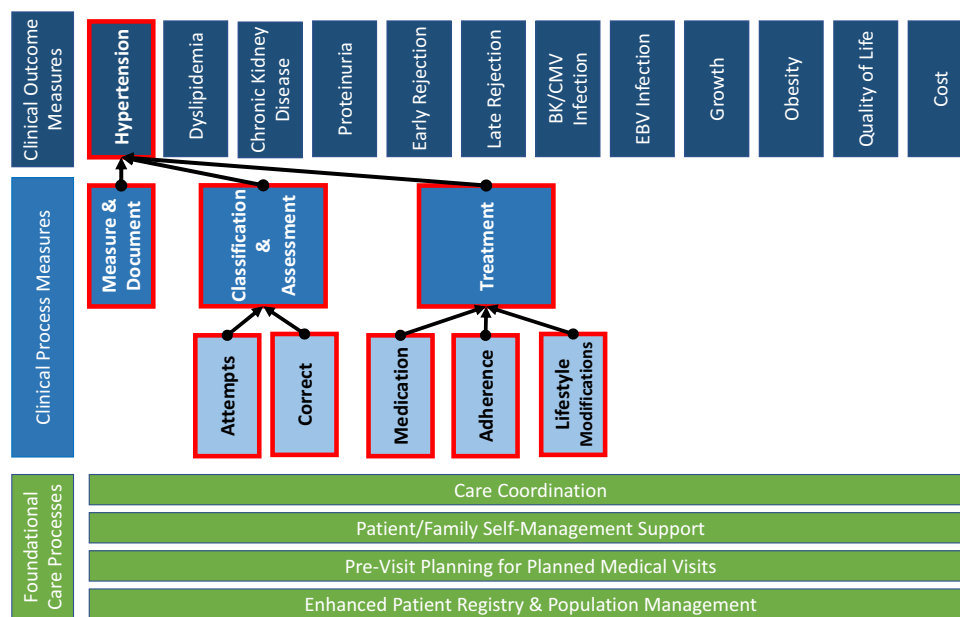 Clinical Outcome
Measures
Hypertension
Dyslipidemia
Chronic Kidney
Disease
Proteinuria
Early Rejection
Late Rejection
BK/CMV
Infection
EBV Infection
Growth
Obesity
Quality of Life
Cost
Clinical Process Measures
Measure &
Document
Classification
&
Assessment
Treatment
Attempts
Correct
Medication
Adherence
Lifestyle
Modifications
Foundational
Care Processes
Care Coordination
Patient/Family Self-Management Support
Pre-Visit Planning for Planned Medical Visits
Enhanced Patient Registry & Population Management